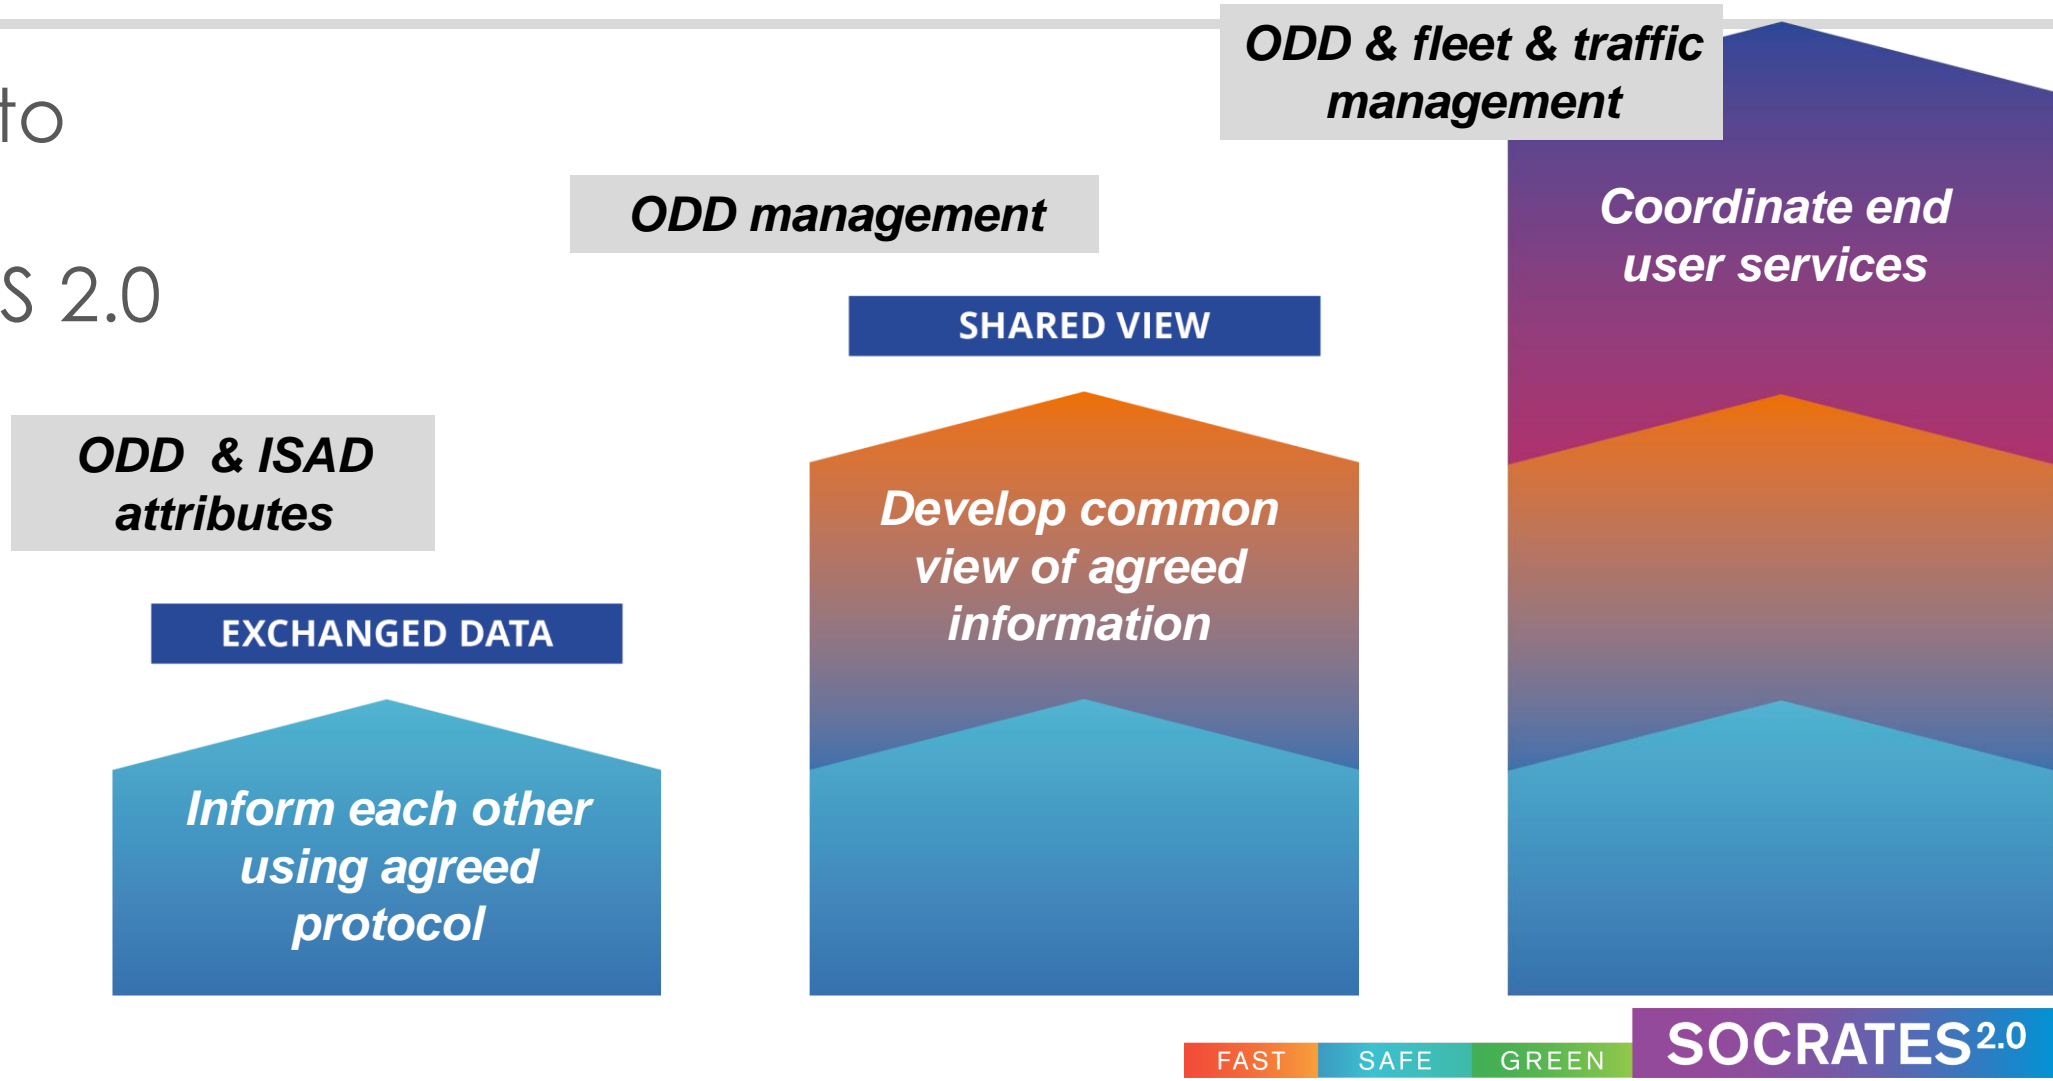 to
S 2.0
ODD & fleet & traffic
management
ODD management
Coordinate end
user services
SHARED VIEW
ODD & ISAD
attributes
Develop common
view of agreed
information
EXCHANGED DATA
Inform each other
using agreed
protocol
FAST SAFE GREEN
SOCRATES2.0